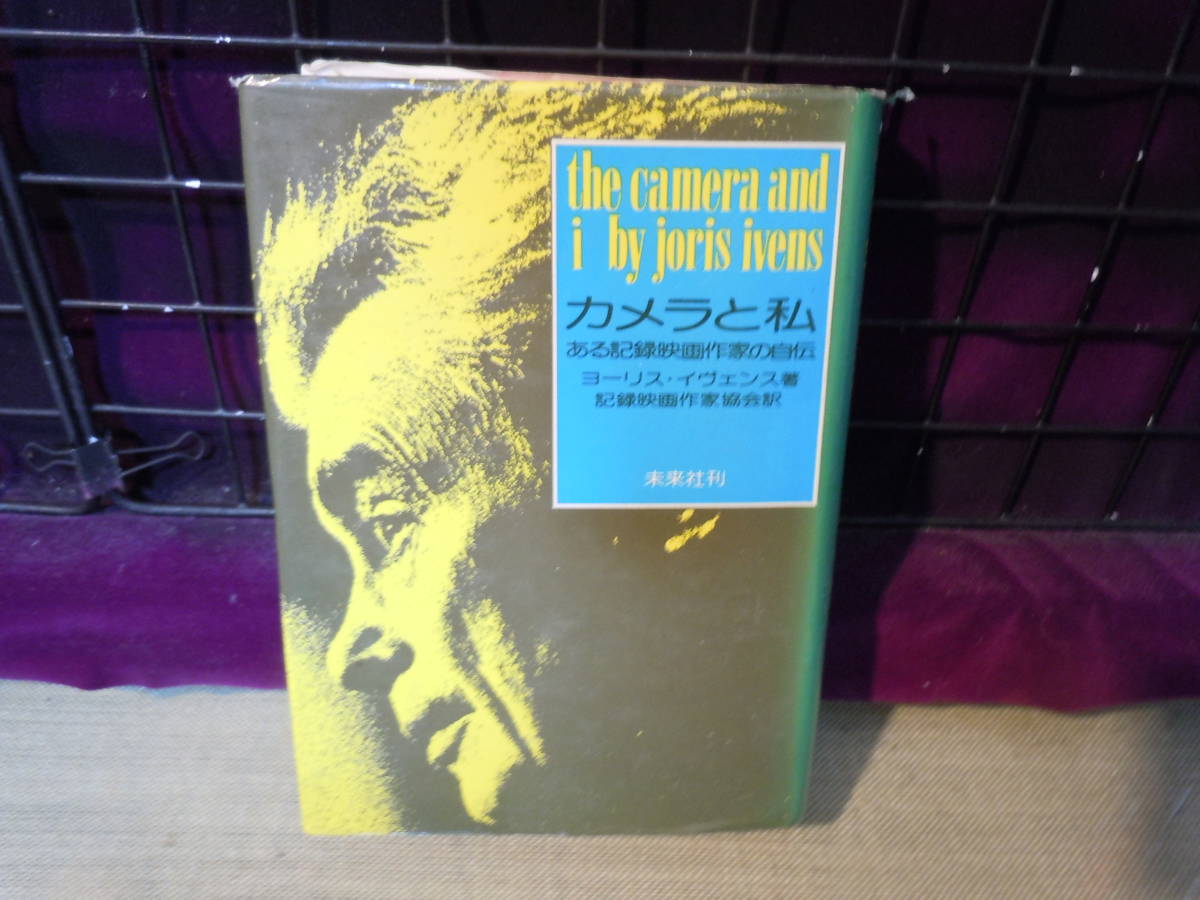 the camera and
i by joris ivens
カメラと私
ある記録映画作家の自伝
ヨーリス・イヴェンス著
記録映画作家協会訳
未来社刊